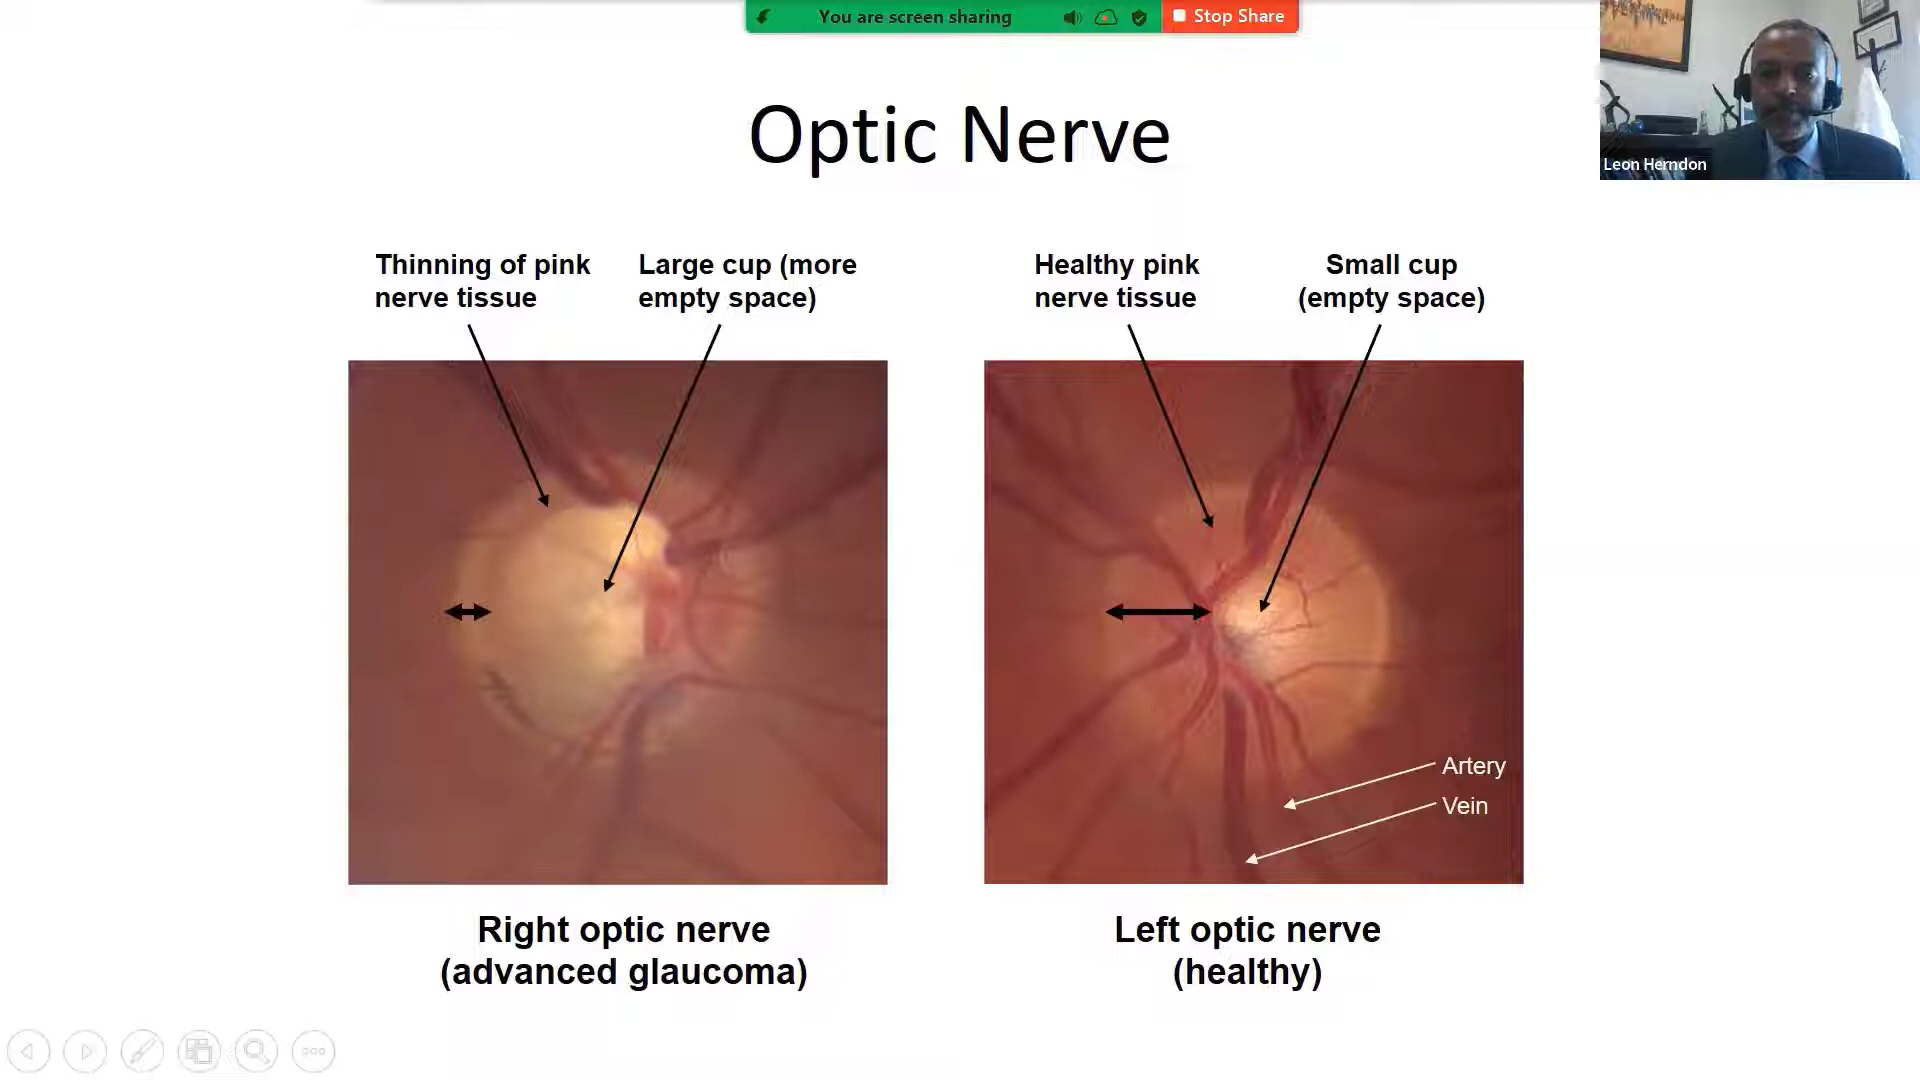 You are screen sharing
Stop Share
Leon Herndon
Optic Nerve
Thinning of pink
nerve tissue
Large cup (more
empty space)
Healthy pink
nerve tissue
Small cup
(empty space)
Artery
Vein
Right optic nerve
(advanced glaucoma)
Left optic nerve
(healthy)